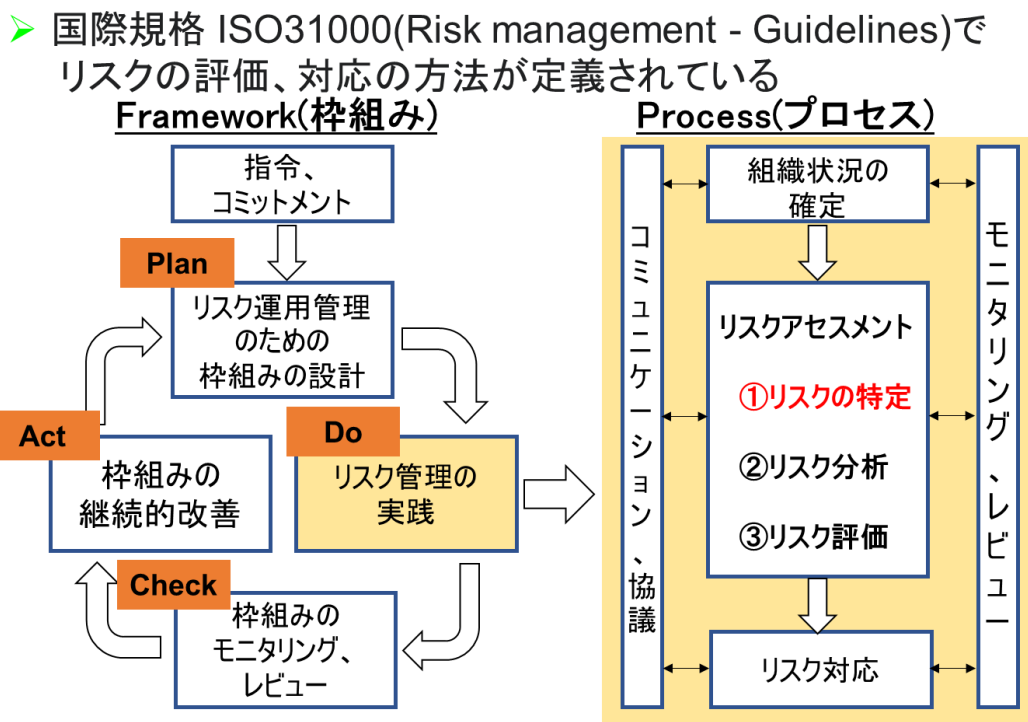 ➢ 国際規格 ISO31000(Risk management - Guidelines)で
リスクの評価、対応の方法が定義されている
Framework(枠組み)
指令、
コミットメント
Plan
リスク運用管理
のための
枠組みの設計
Act
枠組みの
継続的改善
Do
リスク管理の
実践
Check
枠組みの
モニタリング、
レビュー
Process(プロセス)
コミュニケーション、協議
組織状況の
確定
リスクアセスメント
①リスクの特定
②リスク分析
③リスク評価
リスク対応
モニタリング、レビュー